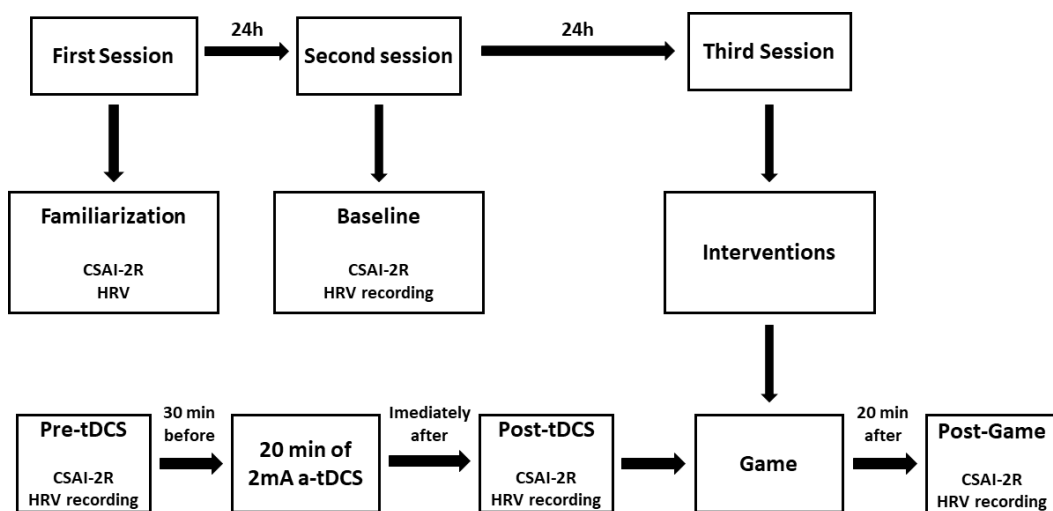 24h
24h
First Session
Second session
Third Session
Familiarization
CSAI-2R
HRV
Baseline
CSAI-2R
HRV recording
Interventions
Pre-tDCS
CSAI-2R
HRV recording
30 min
before
20 min of
2mA a-tDCS
Imediately
after
Post-tDCS
CSAI-2R
HRV recording
Game
20 min
after
Post-Game
CSAI-2R
HRV recording